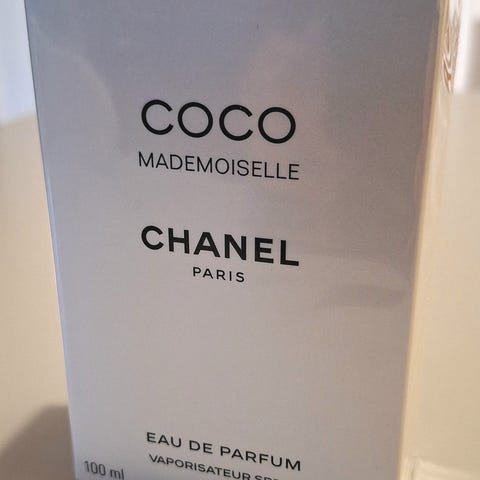 COCO
MADEMOISELLE
CHANEL
PARIS
EAU DE PARFUM
VAPORISATEUR
100 ml